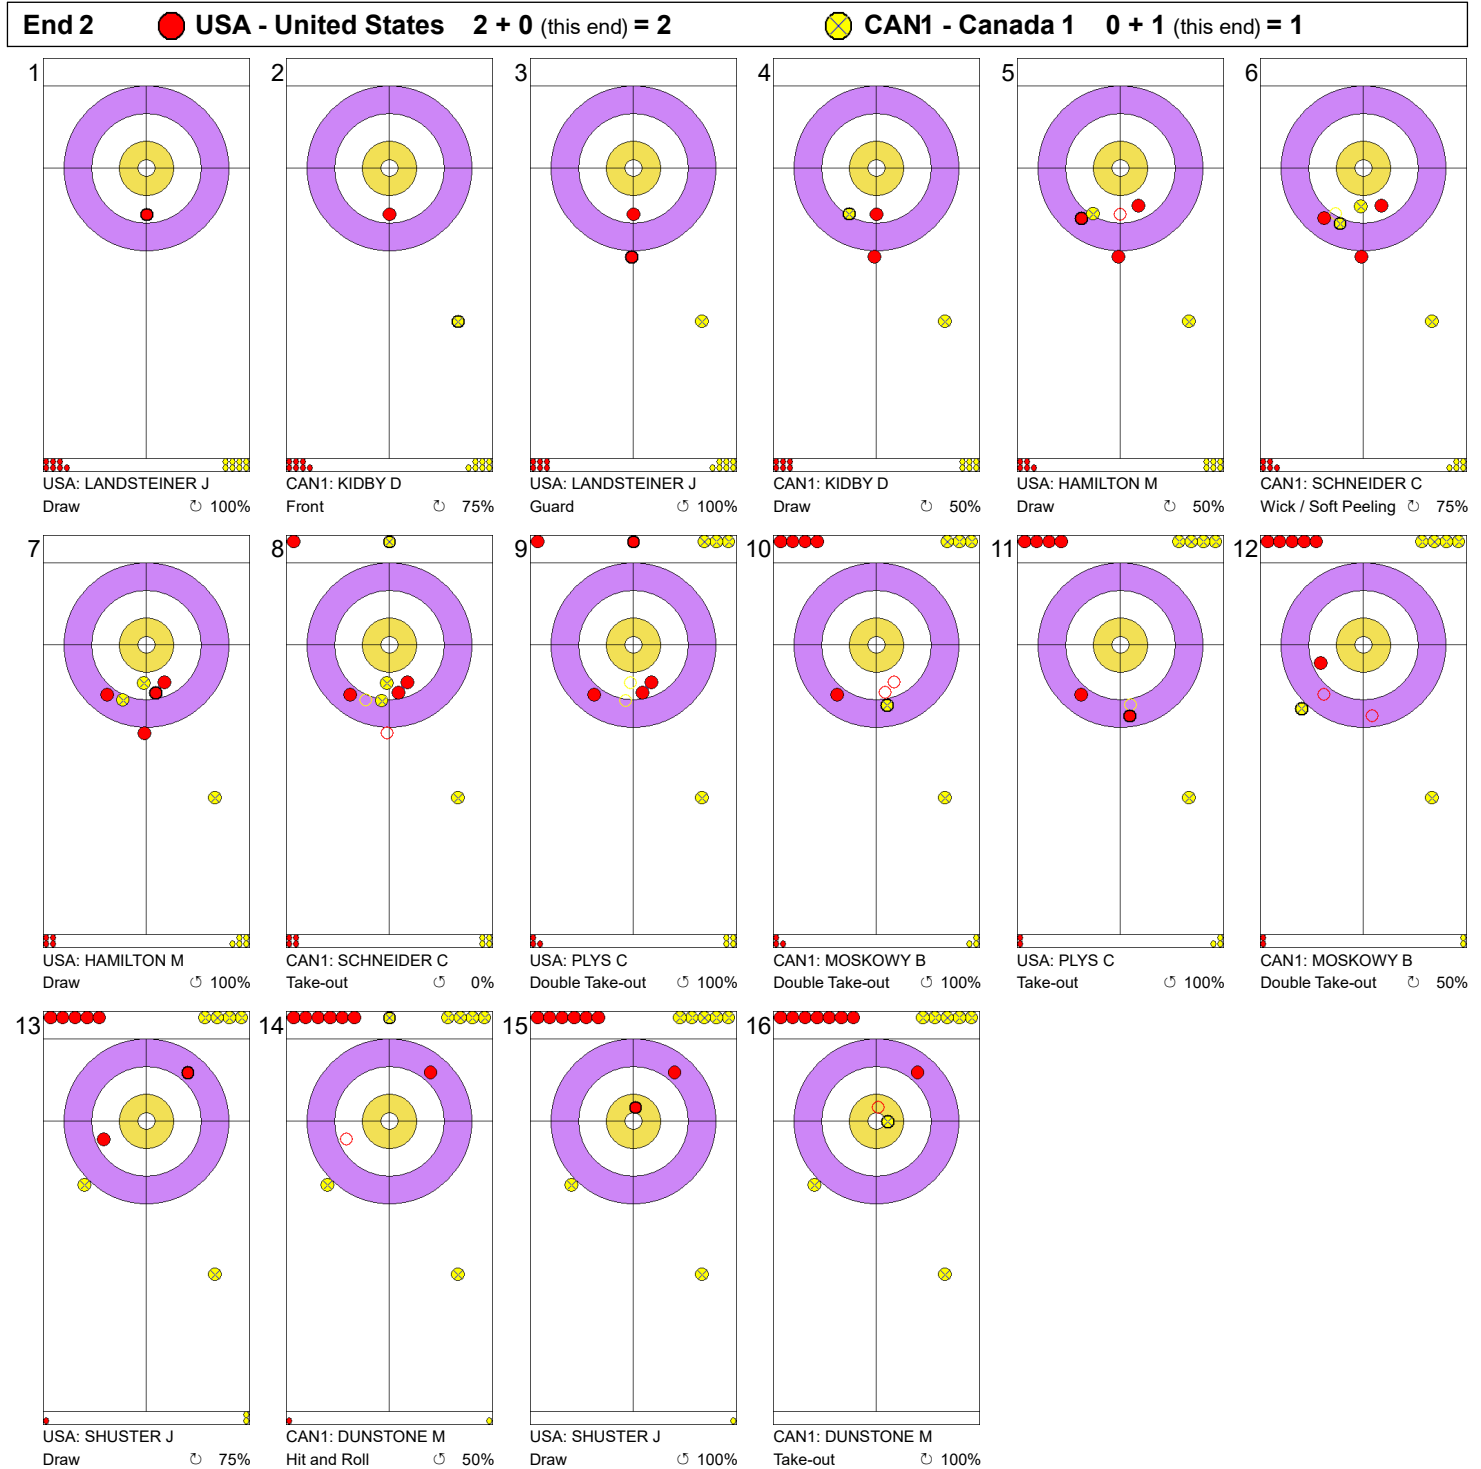 End 2 USA - United States 2 + 0 (this end) = 2 CAN1 - Canada 1 0 + 1 (this end) = 1
1 2 3 4 5 6
USA: LANDSTEINER J CAN1: KIDBY D USA: LANDSTEINER J CAN1: KIDBY D USA: HAMILTON M CAN1: SCHNEIDER C
Draw ↻ 100% Front ↻ 75% Guard ↺ 100% Draw ↻ 50% Draw ↻ 50% Wick / Soft Peeling ↻ 75%
7 8 9 10 11 12
USA: HAMILTON M CAN1: SCHNEIDER C USA: PLYS C CAN1: MOSKOWY B USA: PLYS C CAN1: MOSKOWY B
Draw ↺ 100% Take-out ↺ 0% Double Take-out ↺ 100% Double Take-out ↺ 100% Take-out ↺ 100% Double Take-out ↻ 50%
13 14 15 16
USA: SHUSTER J CAN1: DUNSTONE M USA: SHUSTER J CAN1: DUNSTONE M
Draw ↻ 75% Hit and Roll ↺ 50% Draw ↺ 100% Take-out ↺ 100%